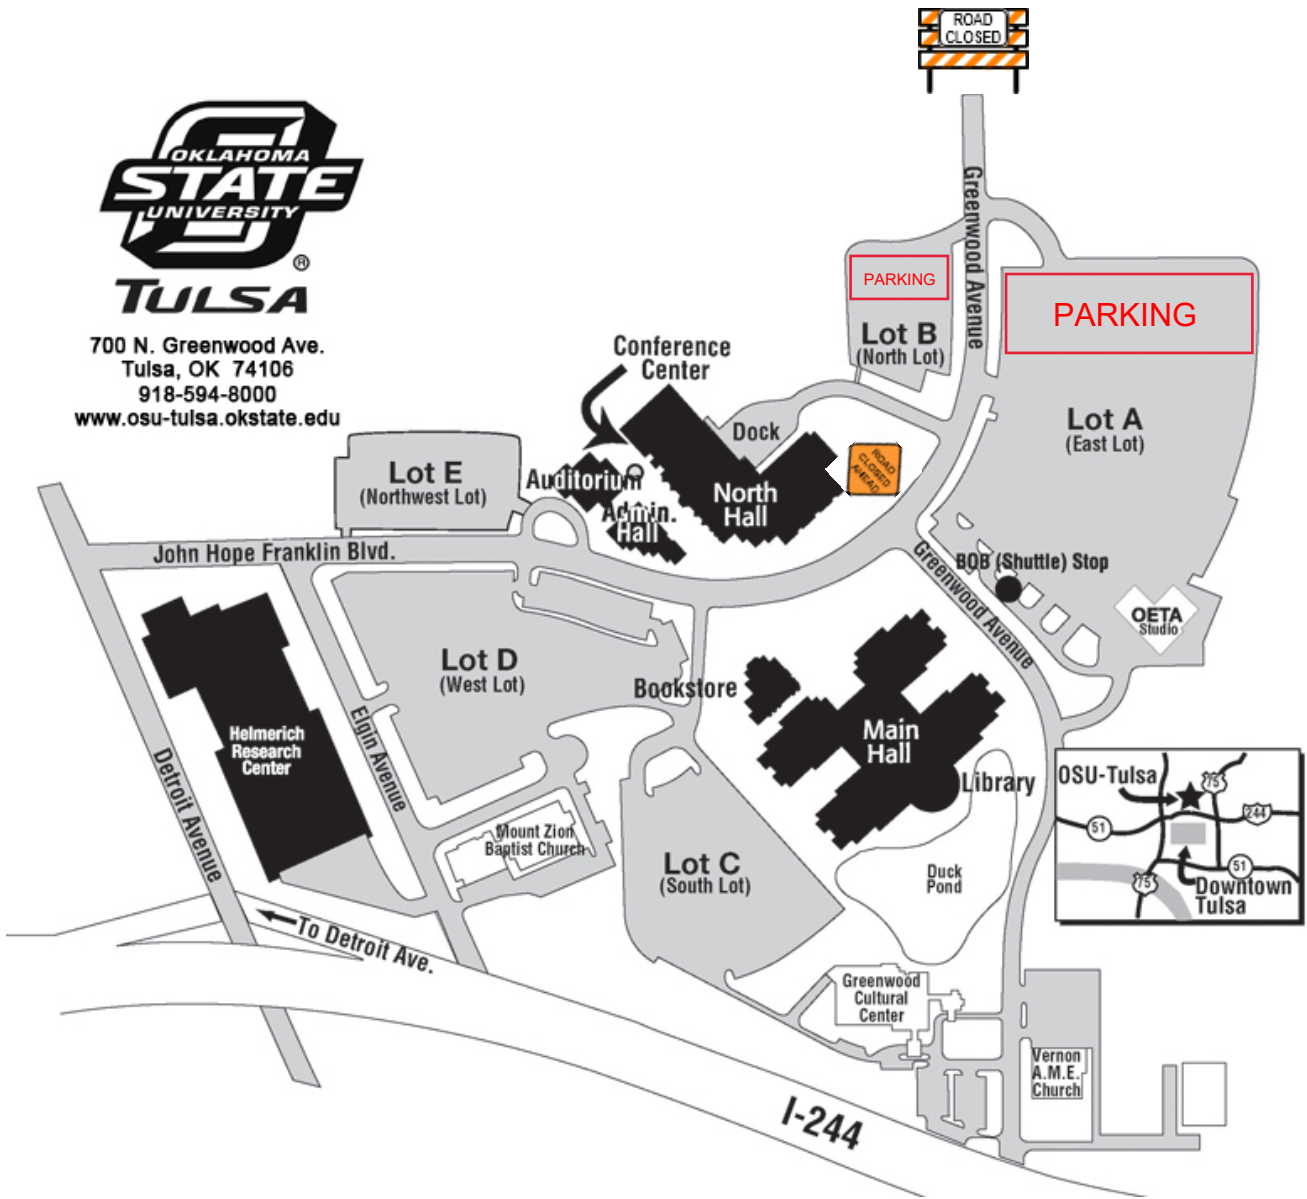 ROAD
CLOSED
OKLAHOMA
STATE
UNIVERSITY
®
TULSA
700 N. Greenwood Ave.
Tulsa, OK 74106
918-594-8000
www.osu-tulsa.okstate.edu
Greenwood Avenue
PARKING
PARKING
Lot B
(North Lot)
Conference
Center
Lot A
(East Lot)
Dock
ROAD
CLOSED
AHEAD
Lot E
(Northwest Lot)
Auditorium
North
Hall
Admin.
Hall
John Hope Franklin Blvd.
Greenwood Avenue
BOB (Shuttle) Stop
OETA
Studio
Lot D
(West Lot)
Bookstore
Main
Hall
Helmerich
Research
Center
Elgin Avenue
Detroit Avenue
Library
OSU-Tulsa
75
244
51
51
75
Downtown
Tulsa
Mount Zion
Baptist Church
Lot C
(South Lot)
Duck
Pond
To Detroit Ave.
Greenwood
Cultural
Center
Vernon
A.M.E.
Church
I-244